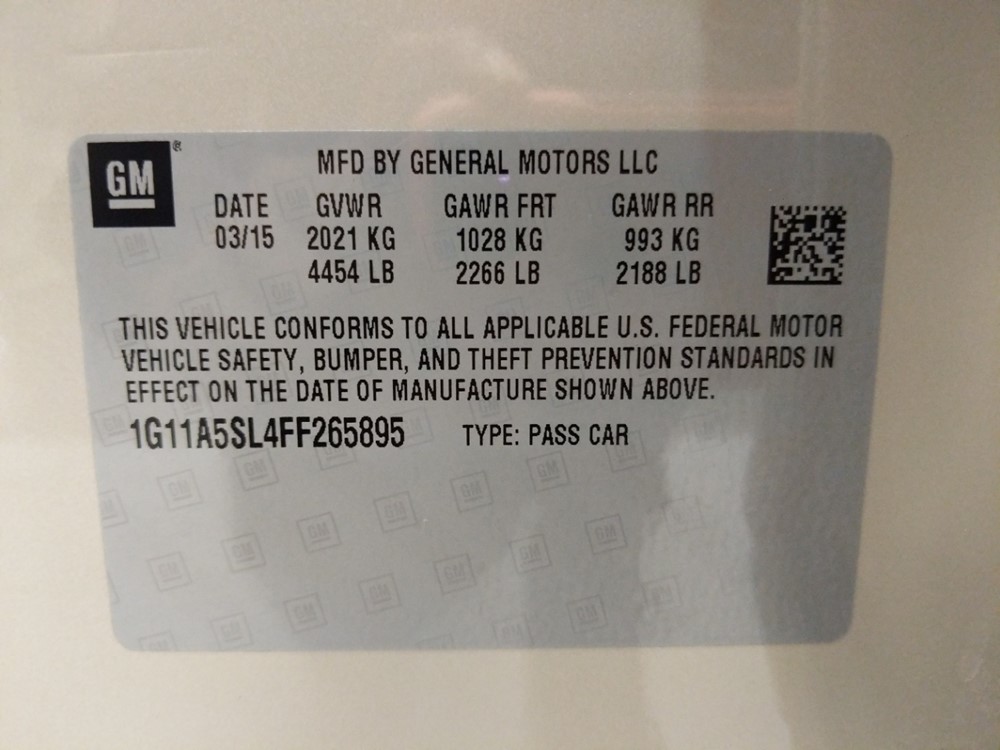 GM®
MFD BY GENERAL MOTORS LLC
DATE GVWR GAWR FRT GAWR RR
03/15 2021 KG 1028 KG 993 KG
4454 LB 2266 LB 2188 LB
THIS VEHICLE CONFORMS TO ALL APPLICABLE U.S. FEDERAL MOTOR
VEHICLE SAFETY, BUMPER, AND THEFT PREVENTION STANDARDS IN
EFFECT ON THE DATE OF MANUFACTURE SHOWN ABOVE.
1G11A5SL4FF265895 TYPE: PASS CAR